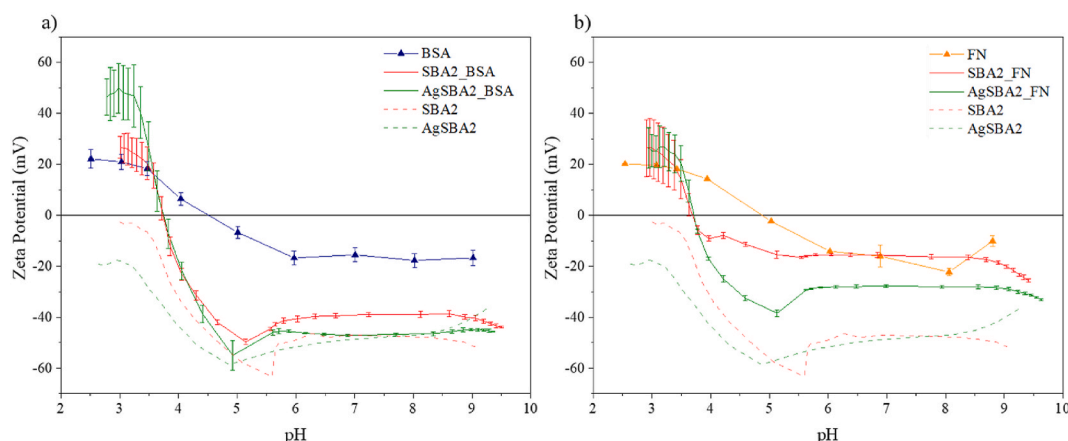 a)
BSA
SBA2_BSA
AgSBA2_BSA
SBA2
AgSBA2
Zeta Potential (mV)
60
40
20
0
-20
-40
-60
2 3 4 5 6 7 8 9 10
pH
b)
FN
SBA2_FN
AgSBA2_FN
SBA2
AgSBA2
Zeta Potential (mV)
60
40
20
0
-20
-40
-60
2 3 4 5 6 7 8 9 10
pH